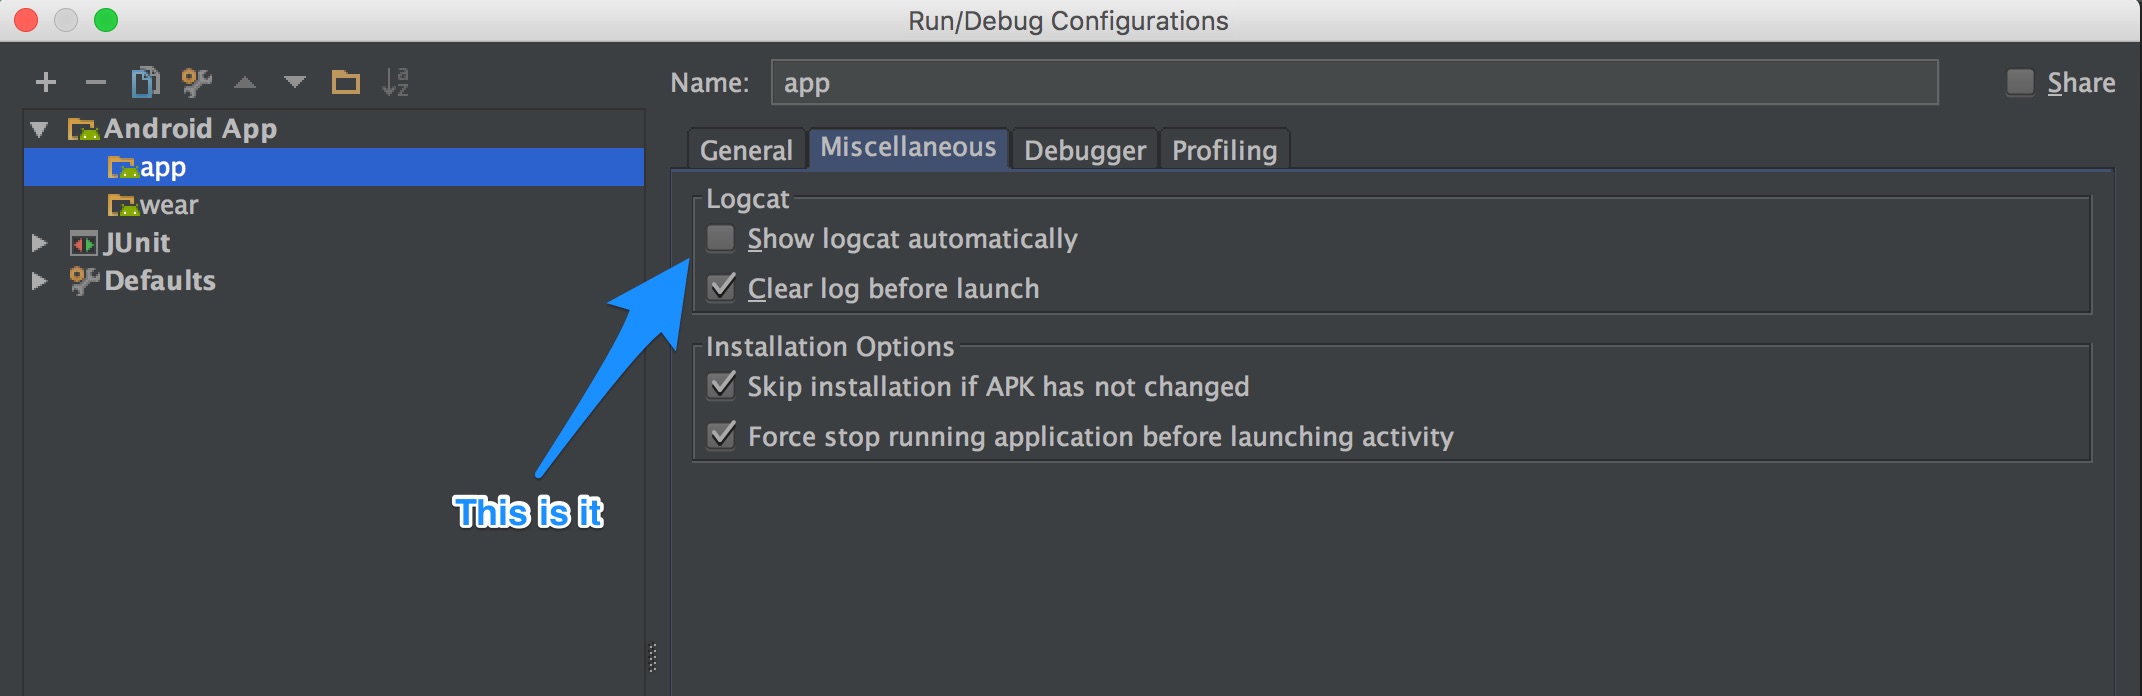 Run/Debug Configurations
Name: app Share
Android App
app
wear
JUnit
Defaults
General Miscellaneous Debugger Profiling
Logcat
Show logcat automatically
Clear log before launch
Installation Options
Skip installation if APK has not changed
Force stop running application before launching activity
This is it